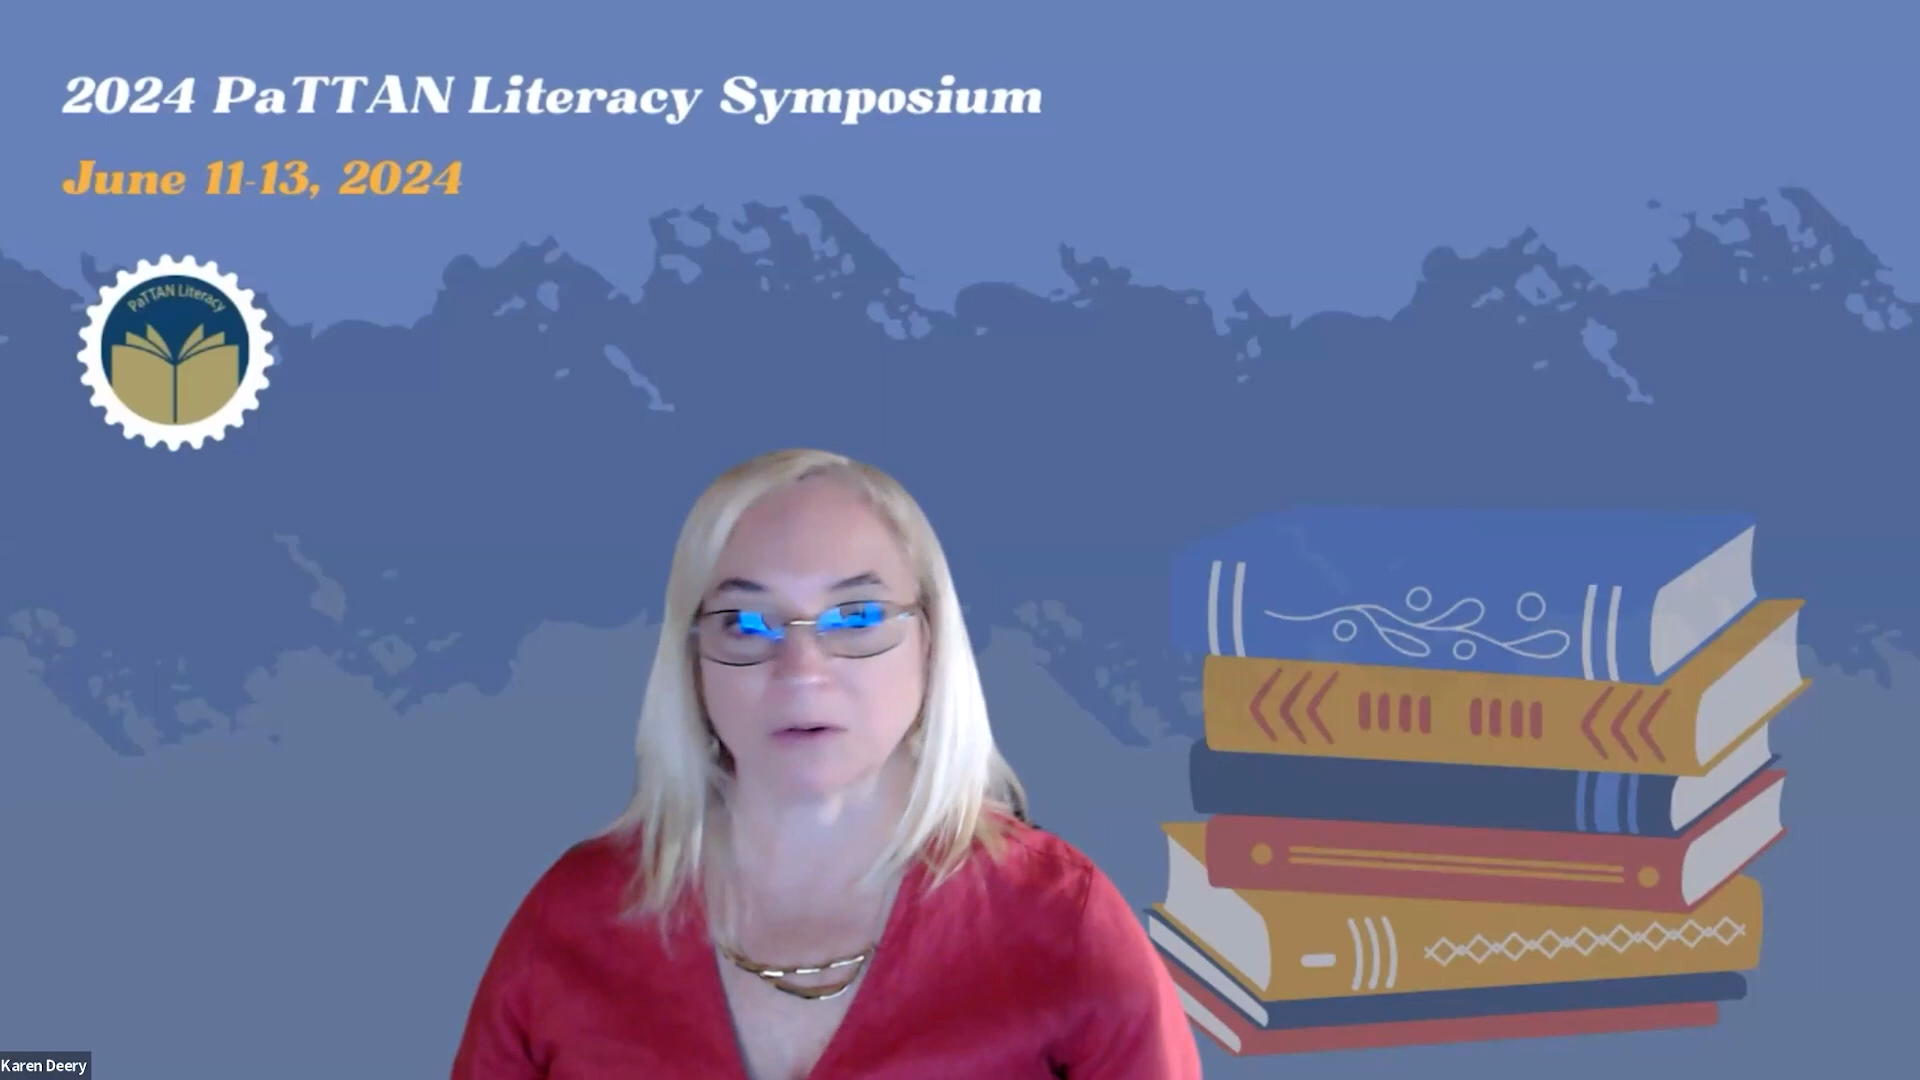 2024 PaTTAN Literacy Symposium
June 11-13, 2024
PaTTAN Literacy
Karen Deery